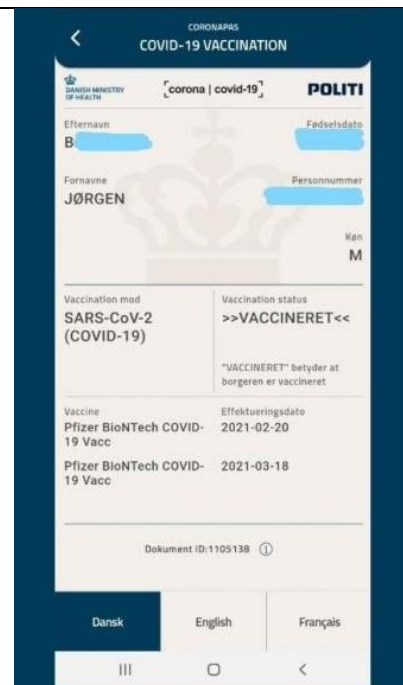 CORONAPAS
COVID-19 VACCINATION
DANISH MINISTRY
OF HEALTH
[corona | covid-19]
POLITI
Efternavn
Fødselsdato
B
Fornavne
Personnummer
JØRGEN
Køn
M
Vaccination mod
SARS-CoV-2
(COVID-19)
Vaccination status
>>VACCINERET<<
"VACCINERET" betyder at
borgeren er vaccineret
Vaccine
Effektueringsdato
Pfizer BioNTech COVID-
19 Vacc
2021-02-20
Pfizer BioNTech COVID-
19 Vacc
2021-03-18
Dokument ID:1105138
Dansk
English
Français